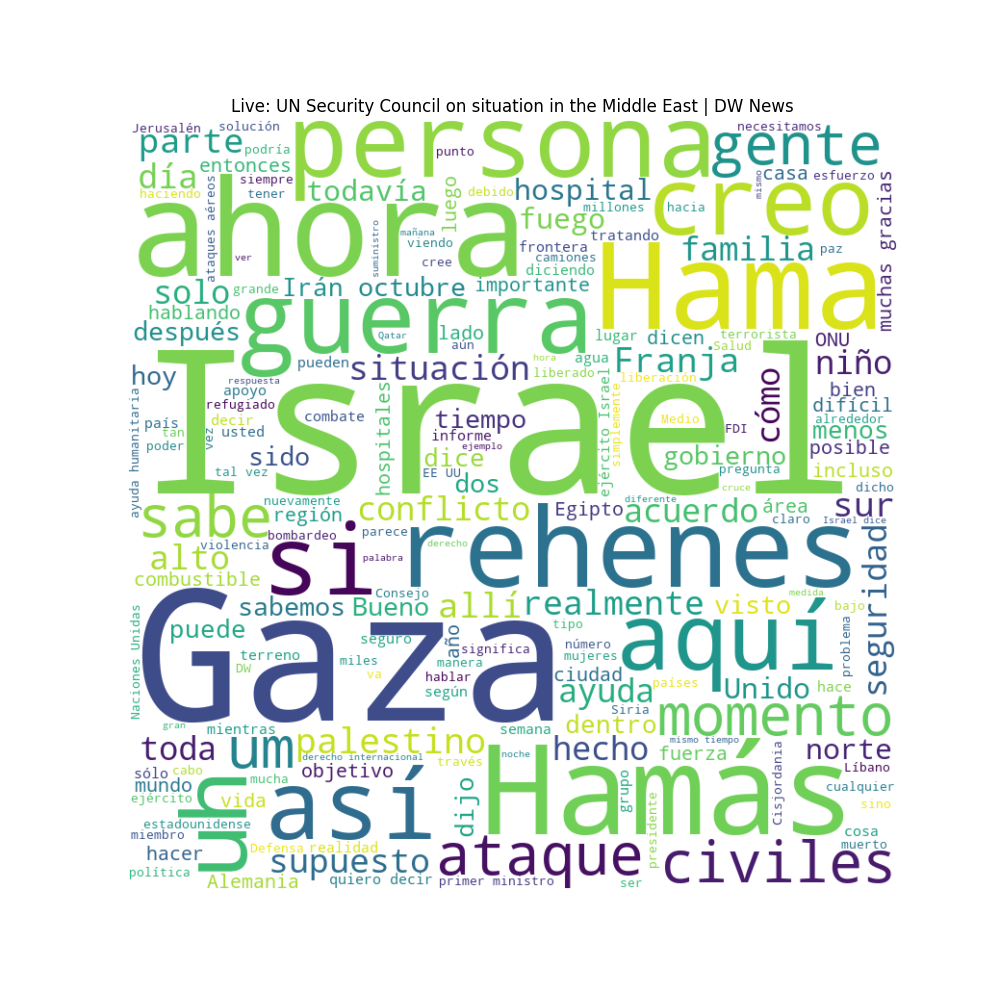 Live: UN Security Council on situation in the Middle East | DW News
Jerusalén
solución
persona
necesitamos
parte
podría
punto
gente
entonces
día
siempre
todavía
luego
debido
hospital
creo
mismo
casa
esfuerzo
haciendo
tener
millones
hacia
muchas gracias
ataques aéreos
ahora
suministro
mañana
viendo
fuego
tratando
familia
paz
ver
cree
frontera
camiones
diciendo
Hama
solo
grande
Irán
octubre
importante
hablando
guerra
después
Qatar
lado
aún
lugar
dicen
terrorista
Salud
ONU
pueden
situación
hora
agua
Franja
niño
hoy
respuesta
apoyo
liberado
liberación
cómo
bien
Israel
refugiado
combate
hospitales
tiempo
ejército Israel
simplemente
Medio
FDI
difícil
alrededor
país
decir
ayuda humanitaria
tan
vez
usted
informe
menos
poder
sido
ejemplo
dice
gobierno
posible
tal vez
EE UU
dos
pregunta
incluso
cruce
dicho
sabe
nuevamente
región
conflicto
Egipto
diferente
acuerdo
área
claro
sur
Israel dice
si
bombardeo
parece
rehenes
violencia
palabra
derecho
alto
combustible
seguridad
Gaza
Consejo
sabemos
Bueno
allí
realmente
visto
medida
bajo
Naciones Unidas
puede
seguro
año
tipo
aquí
problema
terreno
miles
manera
significa
número
mujeres
DW
va
hablar
ciudad
según
ayuda
países
Unido
hace
Siria
momento
gran
mientras
semana
dentro
toda
um
palestino
derecho internacional
noche
hecho
mismo tiempo
fuerza
norte
sólo
cabo
objetivo
través
Líbano
mundo
mucha
un
así
dijo
Hamás
grupo
Cisjordania
cualquier
ejército
vida
sino
estadounidense
presidente
miembro
cosa
Defensa
realidad
muerto
hacer
supuesto
ataque
civiles
política
Alemania
quiero decir
primer ministro
ser